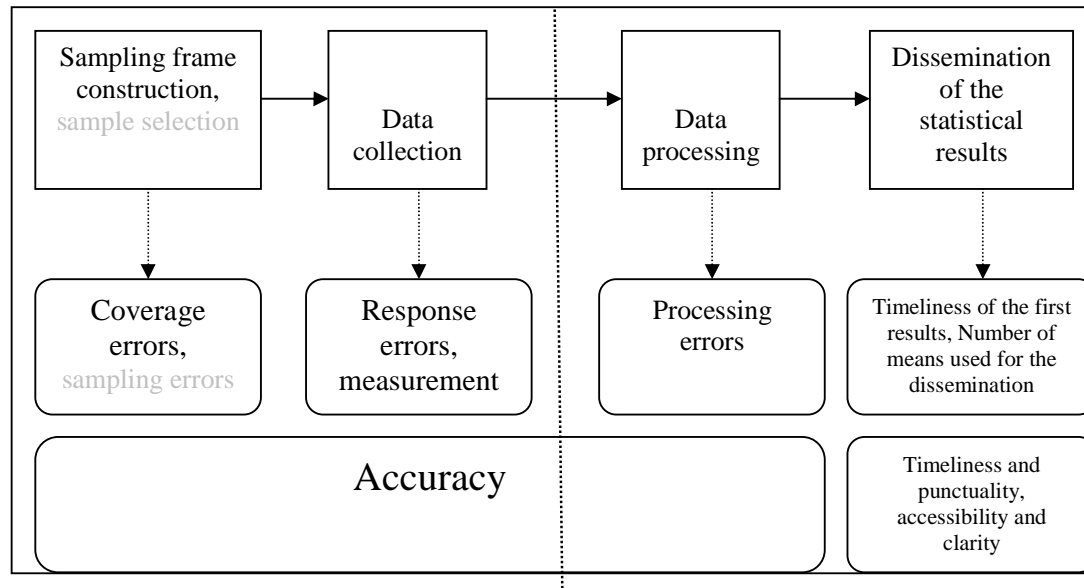 Sampling frame
construction,
sample selection
Data
collection
Data
processing
Dissemination
of the
statistical
results
Coverage
errors,
sampling errors
Response
errors,
measurement
Processing
errors
Timeliness of the first
results, Number of
means used for the
dissemination
Accuracy
Timeliness and
punctuality,
accessibility and
clarity